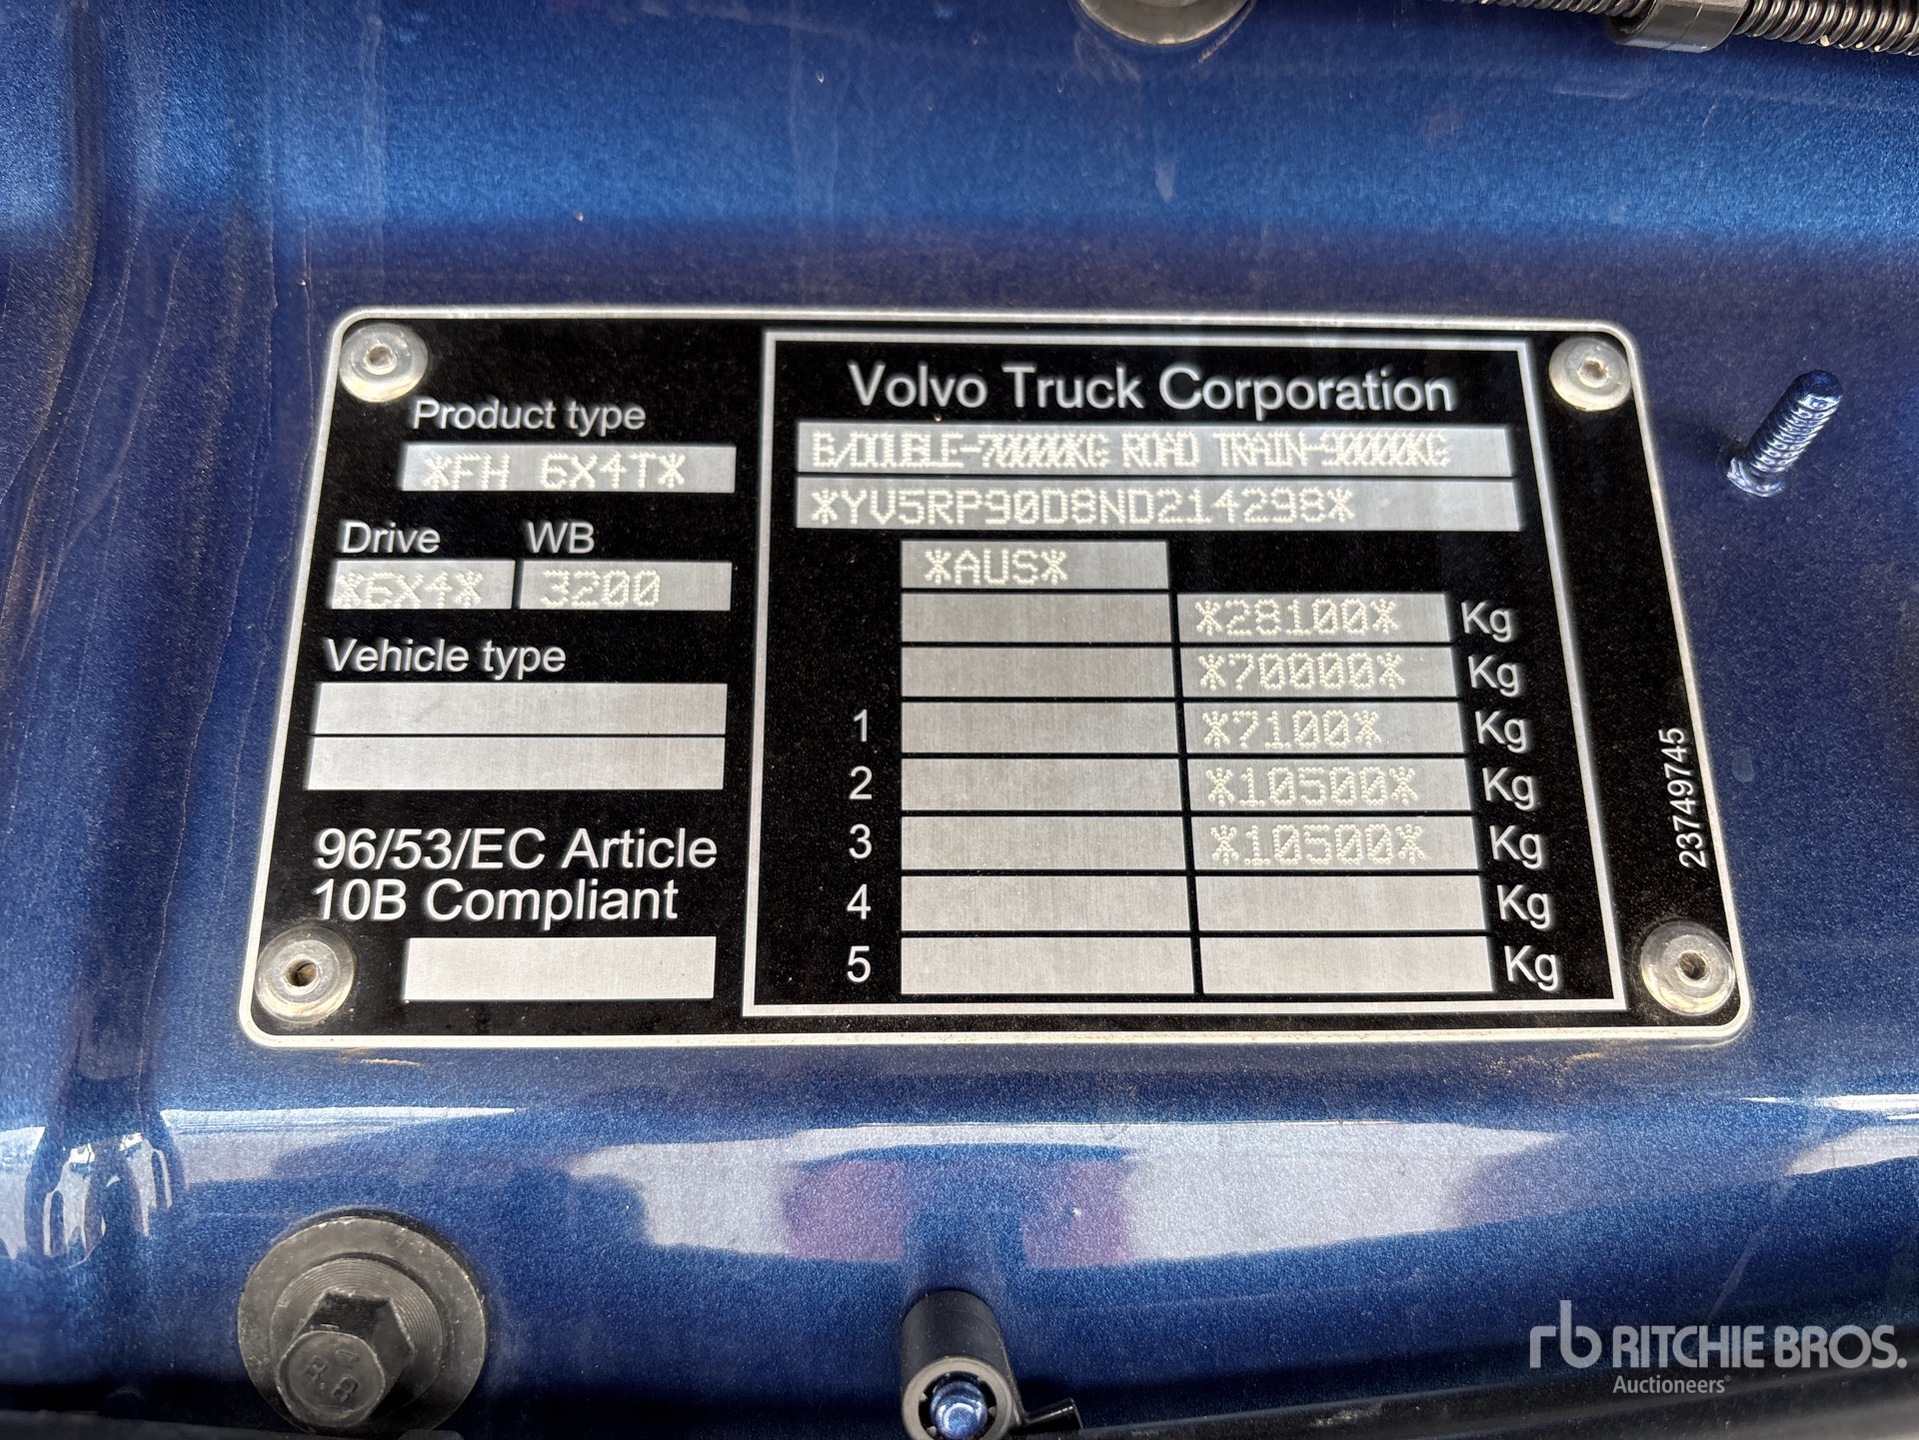 Product type
*FH 6X4T*
Drive WB
*6X4* 3200
Vehicle type
96/53/EC Article
10B Compliant
Volvo Truck Corporation
B/DOUBLE-70000KG ROAD TRAIN-90000KG
*YV5RP90D8ND214298*
*AUS*
*28100* Kg
*70000* Kg
1 *7100* Kg
2 *10500* Kg
3 *10500* Kg
4 Kg
5 Kg
23749745
8.8
rb RITCHIE BROS.
Auctioneers